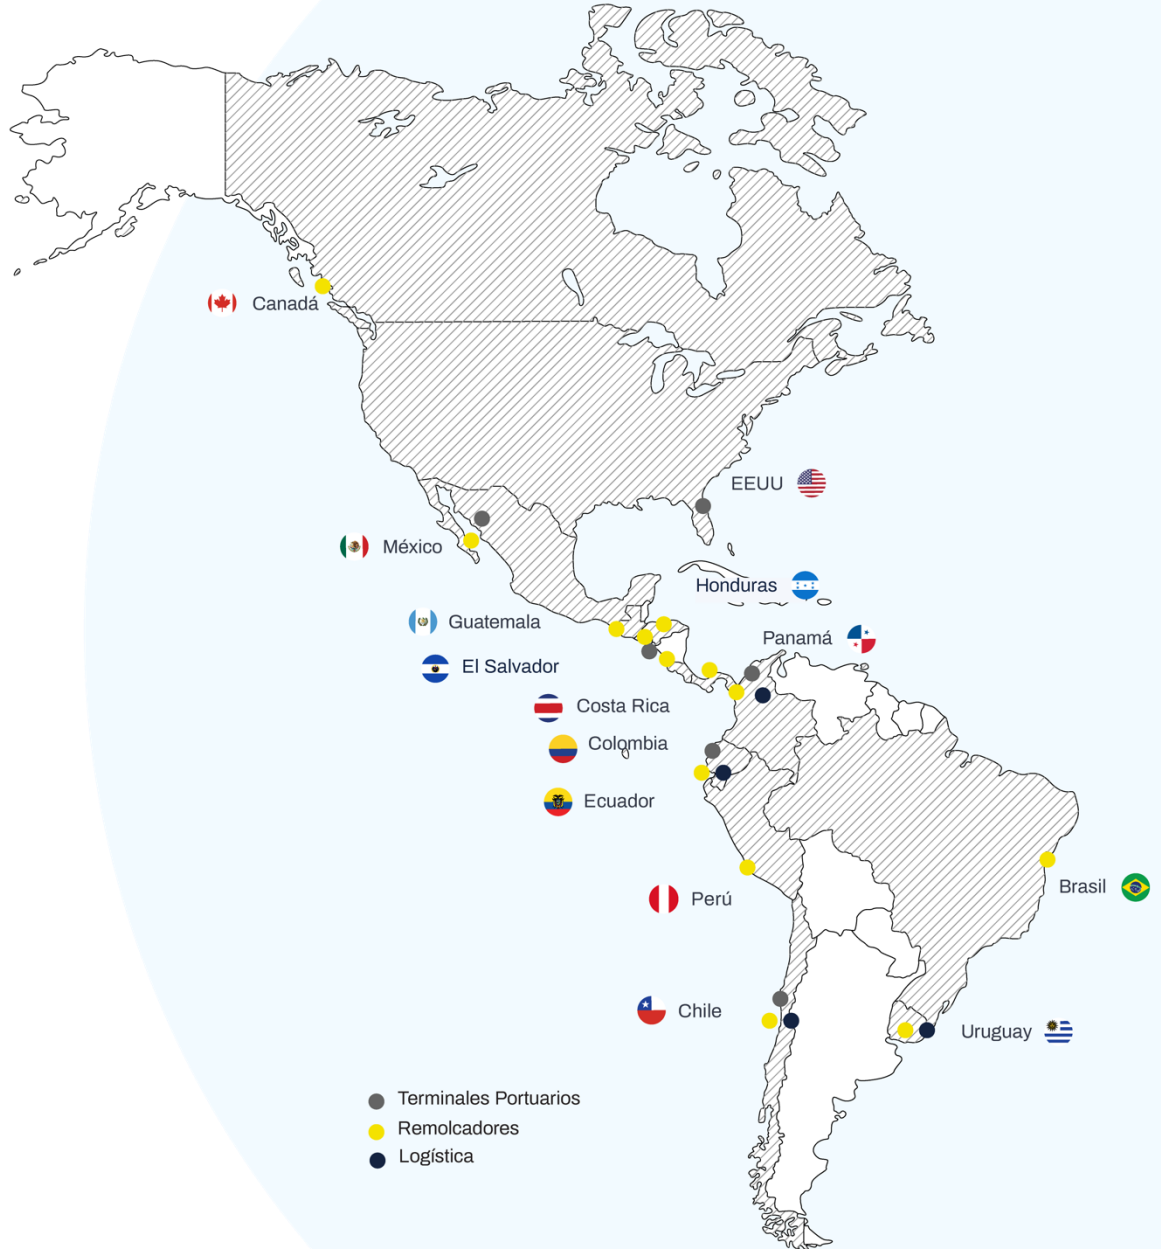 Canadá
EEUU
México
Honduras
Guatemala
Panamá
El Salvador
Costa Rica
Colombia
Ecuador
Brasil
Perú
Chile
Uruguay
Terminales Portuarios
Remolcadores
Logística